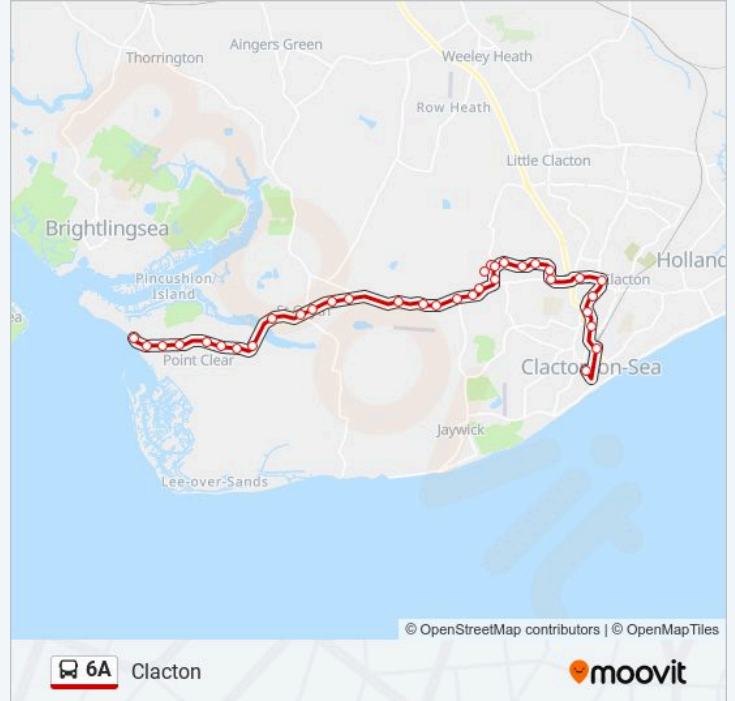 Aingers Green
Thorrington
Weeley Heath
Row Heath
Little Clacton
Brightlingsea
Holland
Pincushion
Island
Clacton
Point Clear
Clacton-on-Sea
Jaywick
Lee-over-Sands
© OpenStreetMap contributors | © OpenMapTiles
6A Clacton
moovit